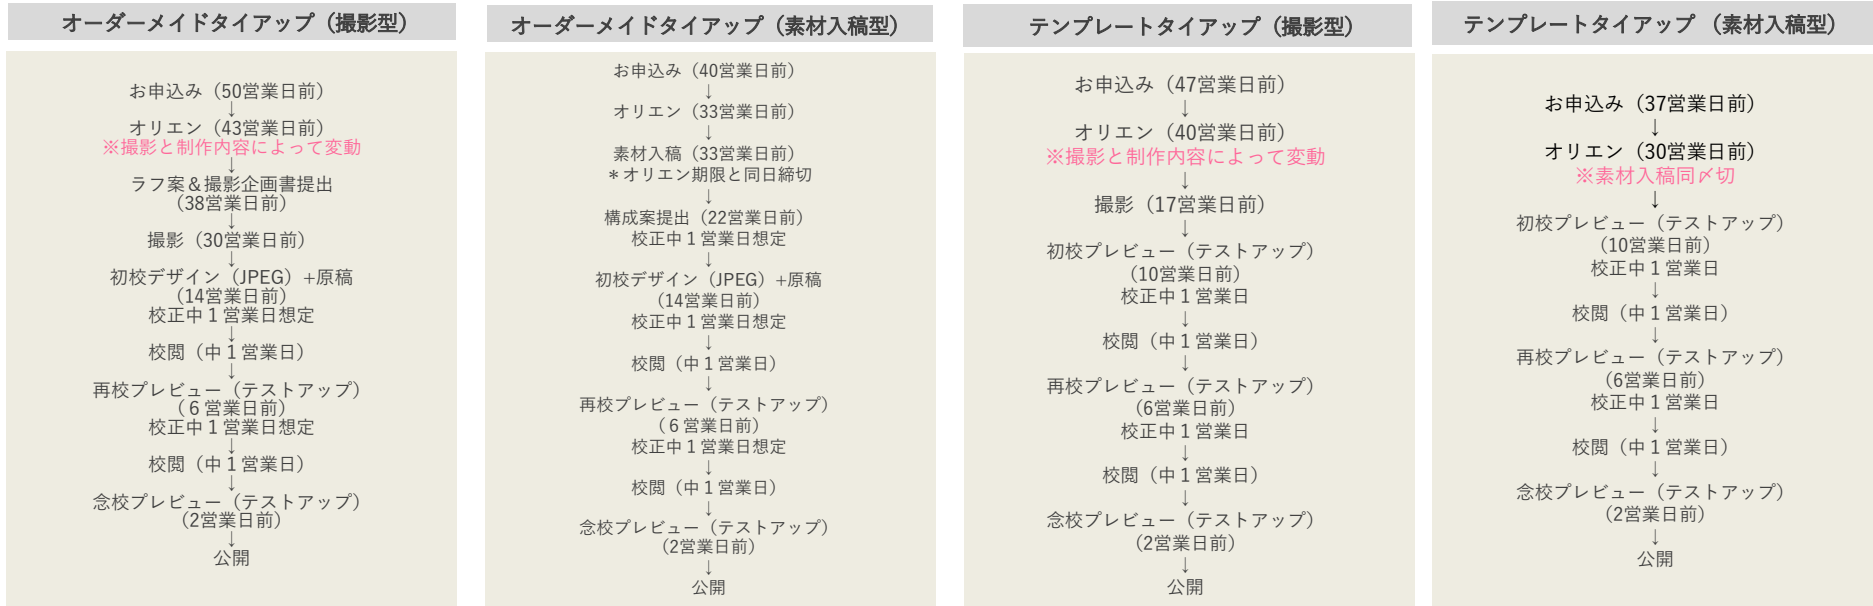 オーダーメイドタイアップ（撮影型）
お申込み（50営業日前）
↓
オリエン（43営業日前）
※撮影と制作内容によって変動
↓
ラフ案＆撮影企画書提出
（38営業日前）
↓
撮影（30営業日前）
↓
初校デザイン（JPEG）+原稿
（14営業日前）
校正中１営業日想定
↓
校閲（中１営業日）
↓
再校プレビュー（テストアップ）
（６営業日前）
校正中１営業日想定
↓
校閲（中１営業日）
↓
念校プレビュー（テストアップ）
（2営業日前）
↓
公開
オーダーメイドタイアップ（素材入稿型）
お申込み（40営業日前）
↓
オリエン（33営業日前）
↓
素材入稿（33営業日前）
＊オリエン期限と同日締切
↓
構成案提出（22営業日前）
校正中１営業日想定
↓
初校デザイン（JPEG）+原稿
（14営業日前）
校正中１営業日想定
↓
校閲（中１営業日）
↓
再校プレビュー（テストアップ）
（６営業日前）
校正中１営業日想定
↓
校閲（中１営業日）
↓
念校プレビュー（テストアップ）
（2営業日前）
↓
公開
テンプレートタイアップ（撮影型）
お申込み（47営業日前）
↓
オリエン（40営業日前）
※撮影と制作内容によって変動
↓
撮影（17営業日前）
↓
初校プレビュー（テストアップ）
（10営業日前）
校正中１営業日
↓
校閲（中１営業日）
↓
再校プレビュー（テストアップ）
（6営業日前）
校正中１営業日
↓
校閲（中１営業日）
↓
念校プレビュー（テストアップ）
（2営業日前）
↓
公開
テンプレートタイアップ （素材入稿型）
お申込み（37営業日前）
↓
オリエン（30営業日前）
※素材入稿同〆切
↓
初校プレビュー（テストアップ）
（10営業日前）
校正中１営業日
↓
校閲（中１営業日）
↓
再校プレビュー（テストアップ）
（6営業日前）
校正中１営業日
↓
校閲（中１営業日）
↓
念校プレビュー（テストアップ）
（2営業日前）
↓
公開